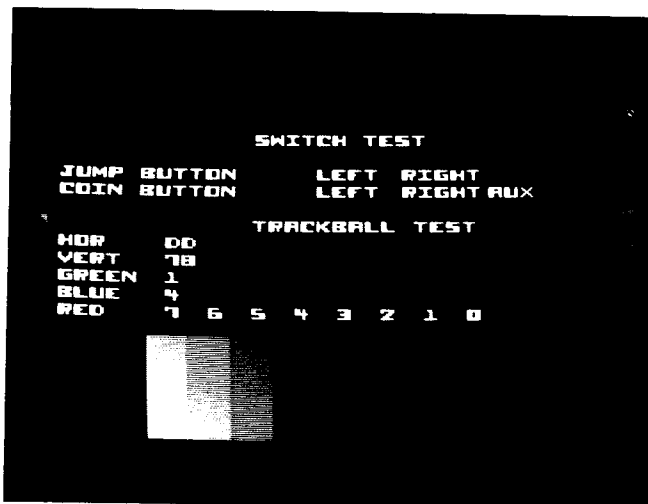 SWITCH TEST
JUMP BUTTON LEFT RIGHT
COIN BUTTON LEFT RIGHT AUX
TRACKBALL TEST
HOR DD
VERT 78
GREEN 1
BLUE 4
RED 7 6 5 4 3 2 1 0